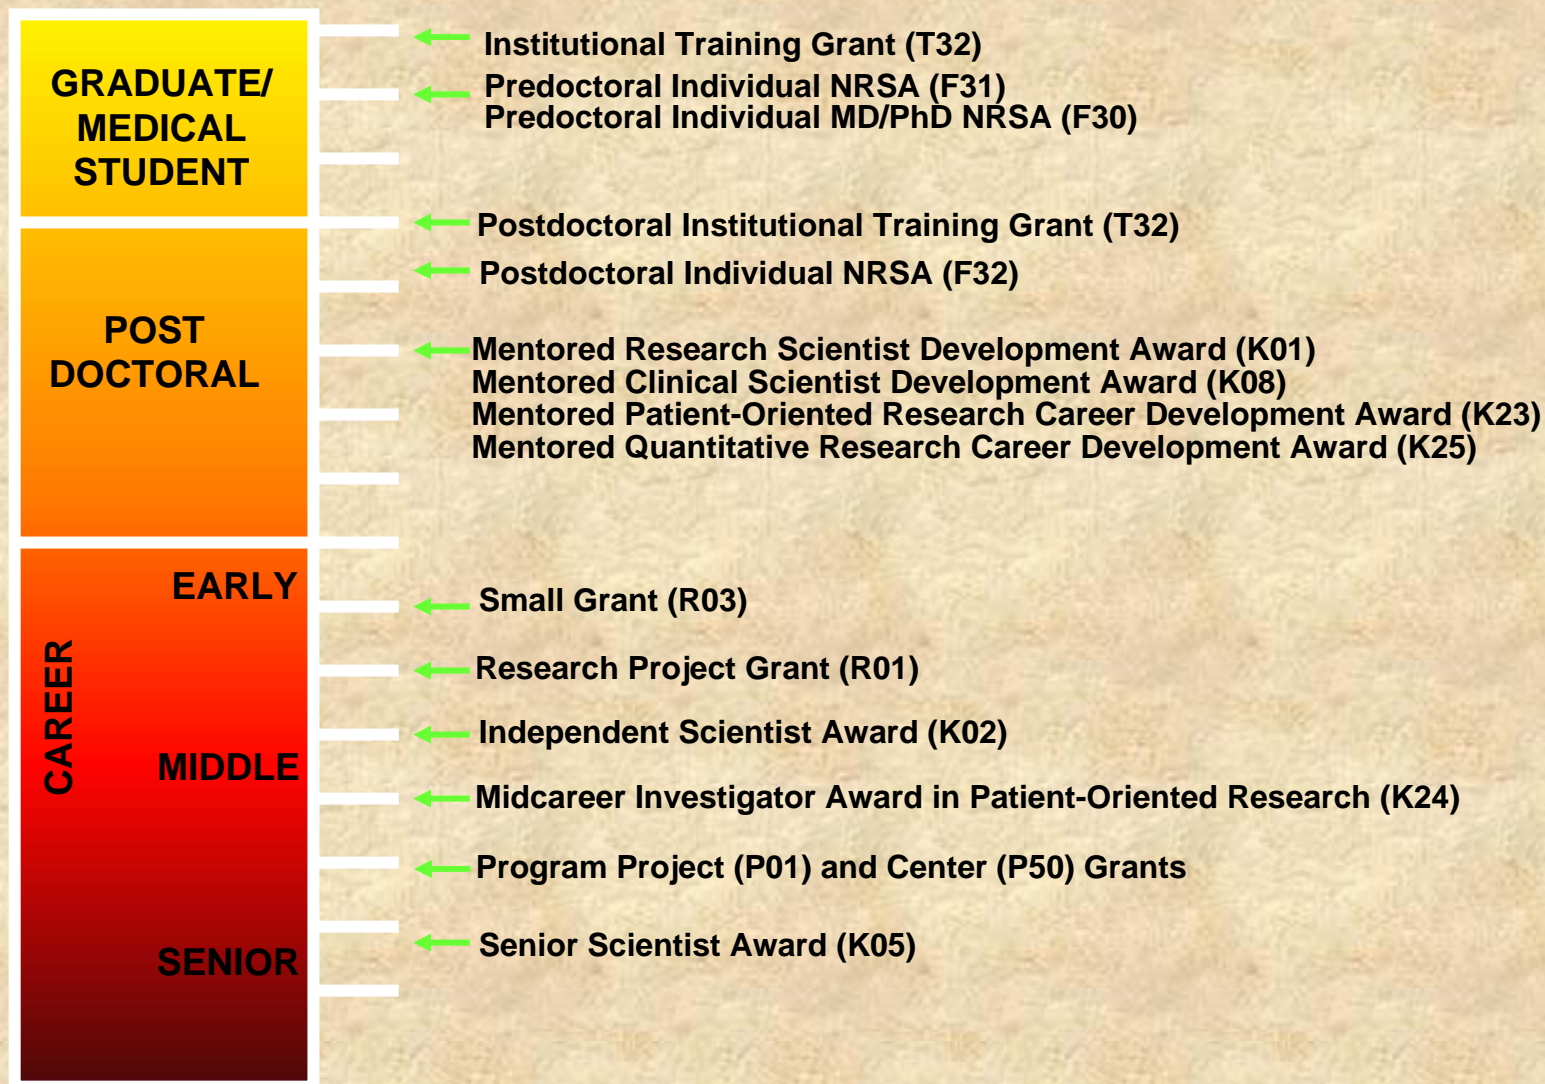 GRADUATE/
MEDICAL
STUDENT
Institutional Training Grant (T32)
Predoctoral Individual NRSA (F31)
Predoctoral Individual MD/PhD NRSA (F30)
POST
DOCTORAL
Postdoctoral Institutional Training Grant (T32)
Postdoctoral Individual NRSA (F32)
Mentored Research Scientist Development Award (K01)
Mentored Clinical Scientist Development Award (K08)
Mentored Patient-Oriented Research Career Development Award (K23)
Mentored Quantitative Research Career Development Award (K25)
CAREER
EARLY
Small Grant (R03)
Research Project Grant (R01)
Independent Scientist Award (K02)
MIDDLE
Midcareer Investigator Award in Patient-Oriented Research (K24)
Program Project (P01) and Center (P50) Grants
Senior Scientist Award (K05)
SENIOR